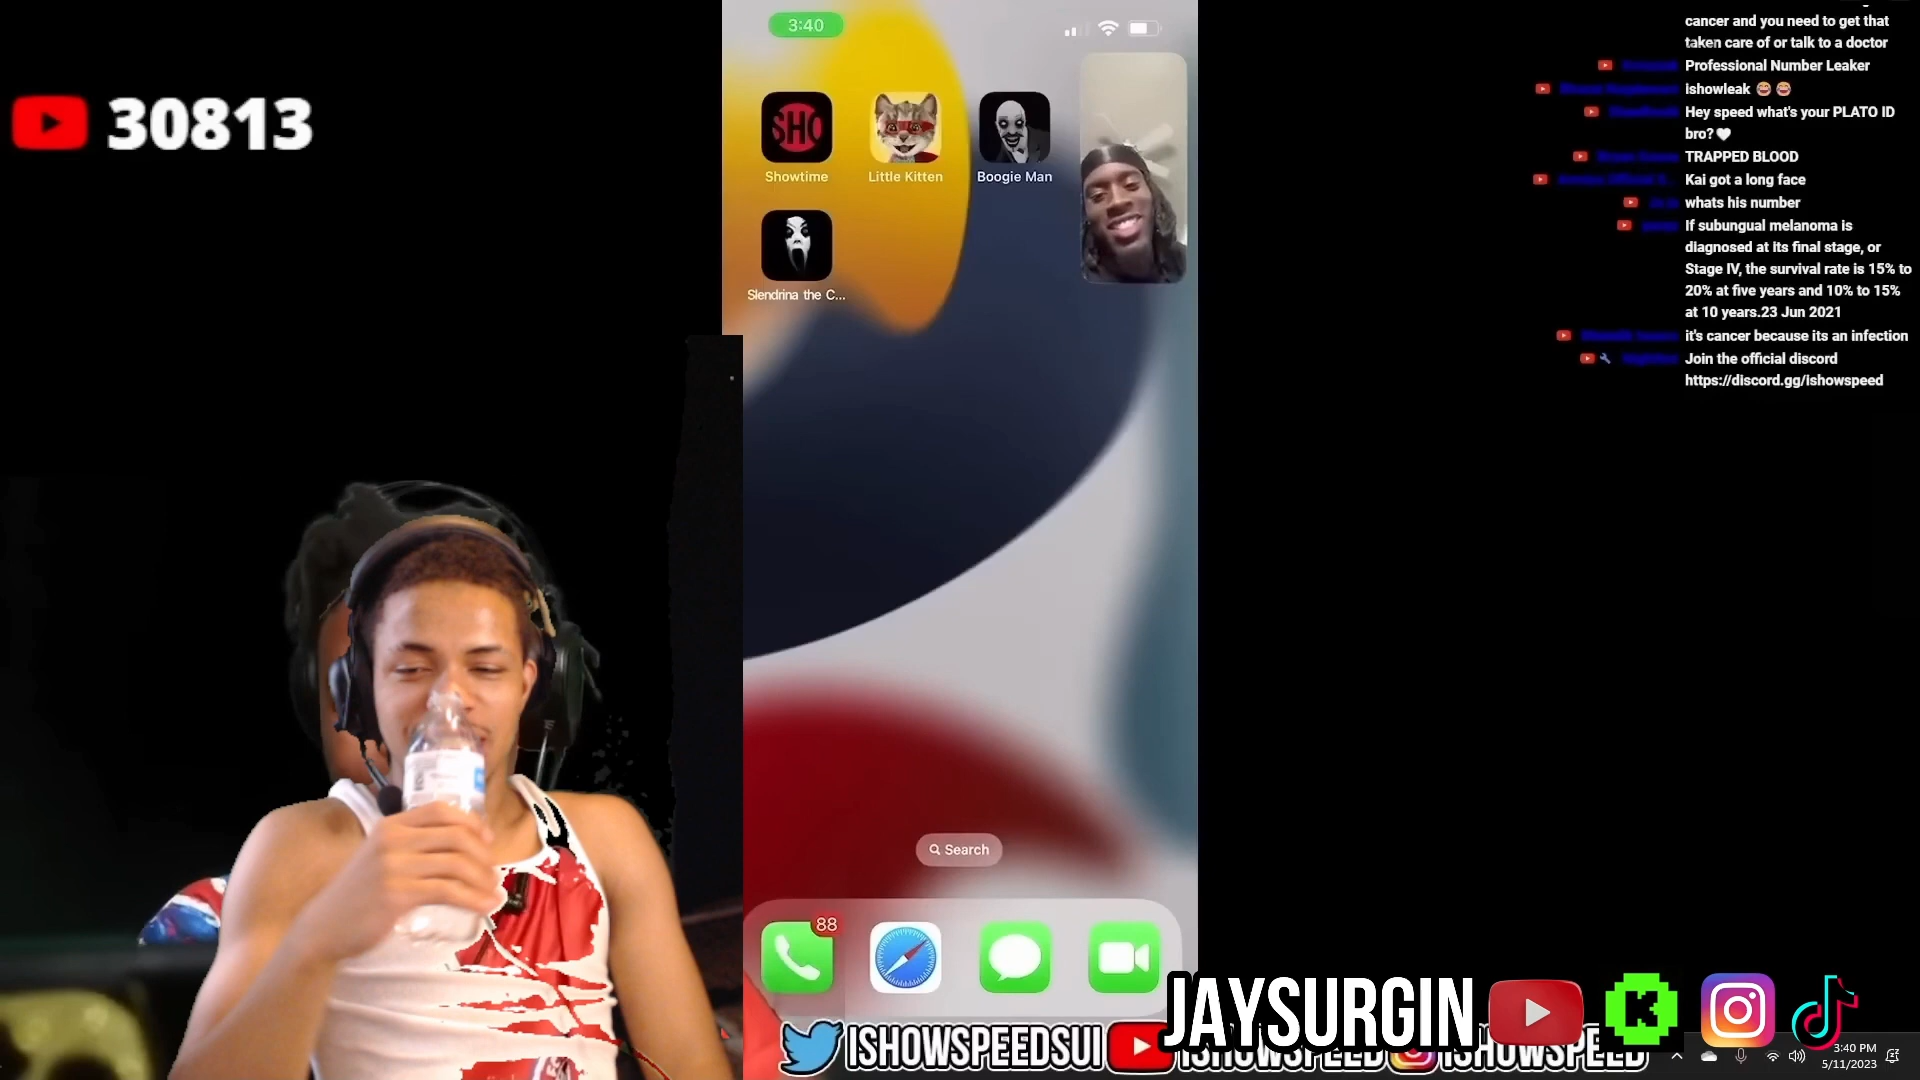 30813
3:40
SHO
Showtime
Little Kitten
Boogie Man
Slendrina the C...
Search
88
cancer and you need to get that
taken care of or talk to a doctor
Professional Number Leaker
ishowleak 😂 😂
Hey speed what's your PLATO ID
bro?🤍
TRAPPED BLOOD
Kai got a long face
whats his number
If subungual melanoma is
diagnosed at its final stage, or
Stage IV, the survival rate is 15% to
20% at five years and 10% to 15%
at 10 years.23 Jun 2021
it's cancer because its an infection
Join the official discord
https://discord.gg/ishowspeed
JAYSURGIN
K
ISHOWSPEEDSUI
ISHOWSPEED
ISHOWSPEED
3:40 PM
5/11/2023